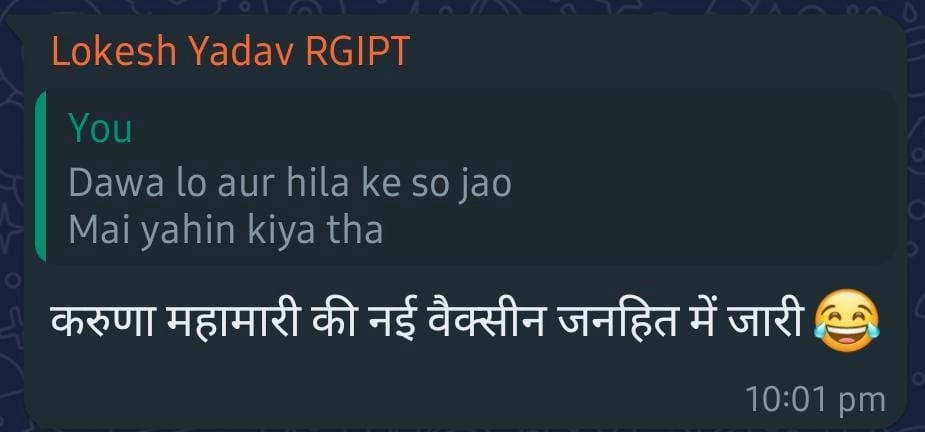 Lokesh Yadav RGIPT
You
Dawa lo aur hila ke so jao
Mai yahin kiya tha
करुणा महामारी की नई वैक्सीन जनहित में जारी 😂
10:01 pm